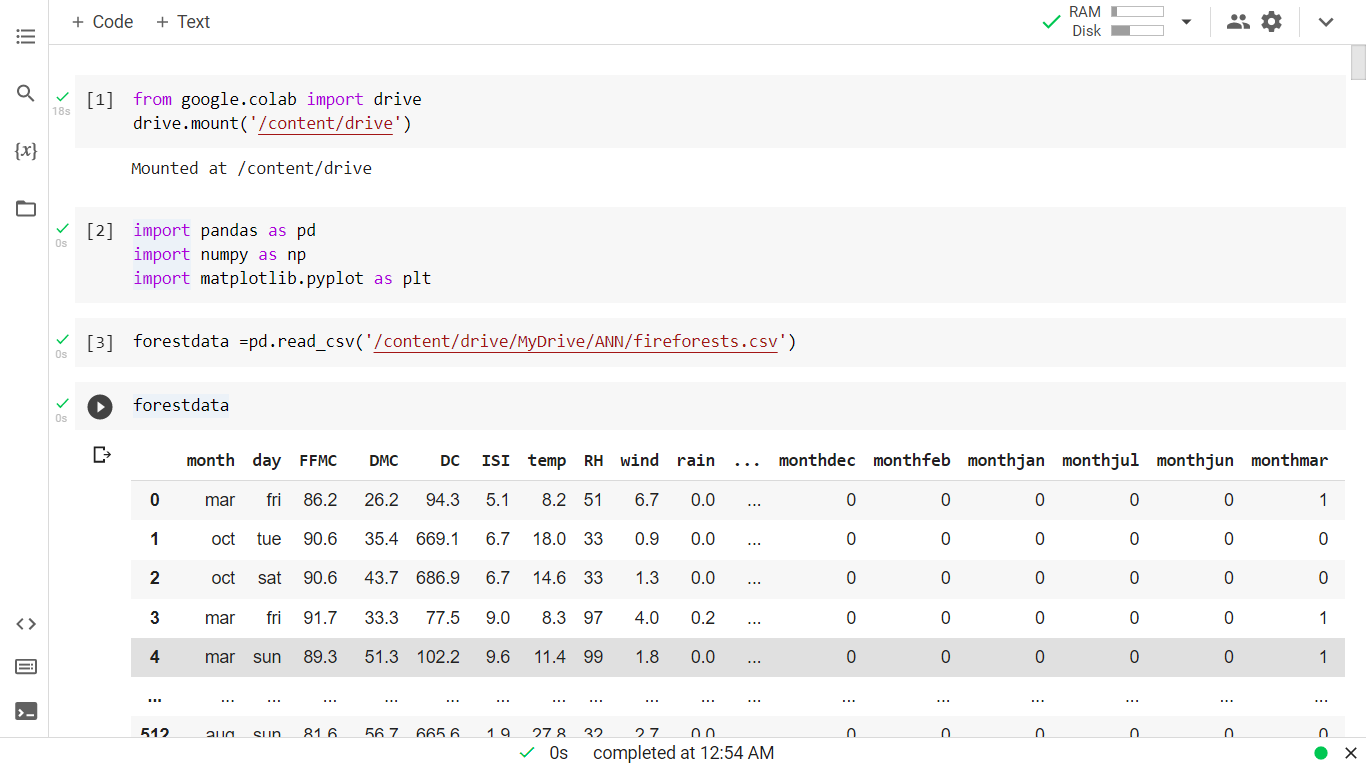 + Code + Text
RAM
Disk
{x}
18s
[1] from google.colab import drive
drive.mount('/content/drive')
Mounted at /content/drive
0s
[2] import pandas as pd
import numpy as np
import matplotlib.pyplot as plt
0s
[3] forestdata =pd.read_csv('/content/drive/MyDrive/ANN/fireforests.csv')
0s
forestdata
month day FFMC DMC DC ISI temp RH wind rain ... monthdec monthfeb monthjan monthjul monthjun monthmar
0 mar fri 86.2 26.2 94.3 5.1 8.2 51 6.7 0.0 ... 0 0 0 0 0 1
1 oct tue 90.6 35.4 669.1 6.7 18.0 33 0.9 0.0 ... 0 0 0 0 0 0
2 oct sat 90.6 43.7 686.9 6.7 14.6 33 1.3 0.0 ... 0 0 0 0 0 0
3 mar fri 91.7 33.3 77.5 9.0 8.3 97 4.0 0.2 ... 0 0 0 0 0 1
4 mar sun 89.3 51.3 102.2 9.6 11.4 99 1.8 0.0 ... 0 0 0 0 0 1
... ... ... ... ... ... ... ... ... ... ... ... ... ... ... ... ... ...
512 aug sun 81.6 56.7 665.6 1.9 27.8 32 2.7 0.0 ... 0 0 0 0 0 0
0s completed at 12:54 AM